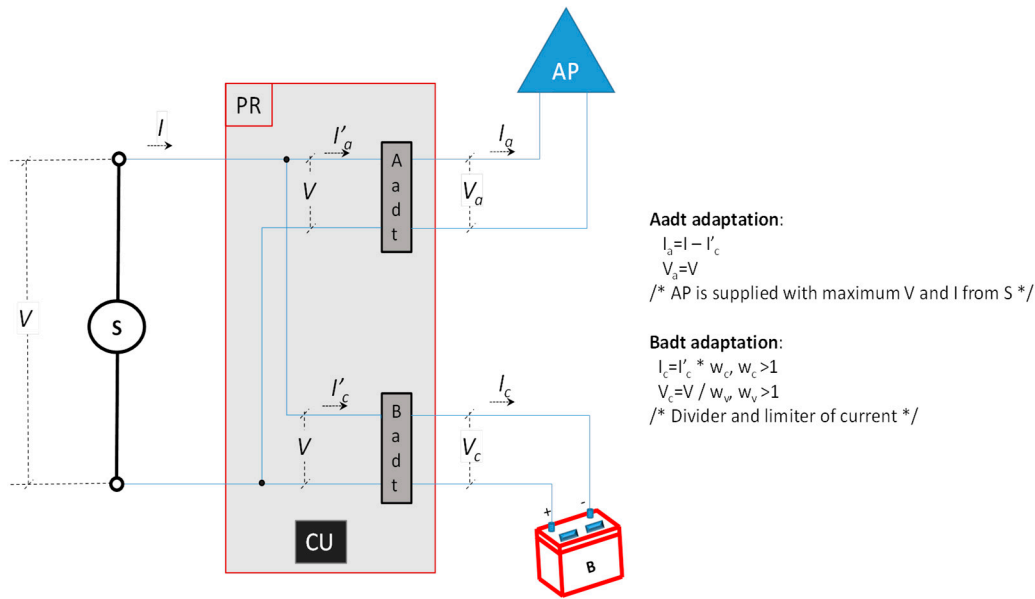 AP
PR
I
I'a
Ia
V
V
Va
A
a
d
t
S
Aadt adaptation:
Ia=I – I'c
Va=V
/* AP is supplied with maximum V and I from S */
Badt adaptation:
Ic=I'c * wc, wc >1
Vc=V / wv, wv >1
/* Divider and limiter of current */
I'c
Ic
V
Vc
B
a
d
t
CU
+
-
B